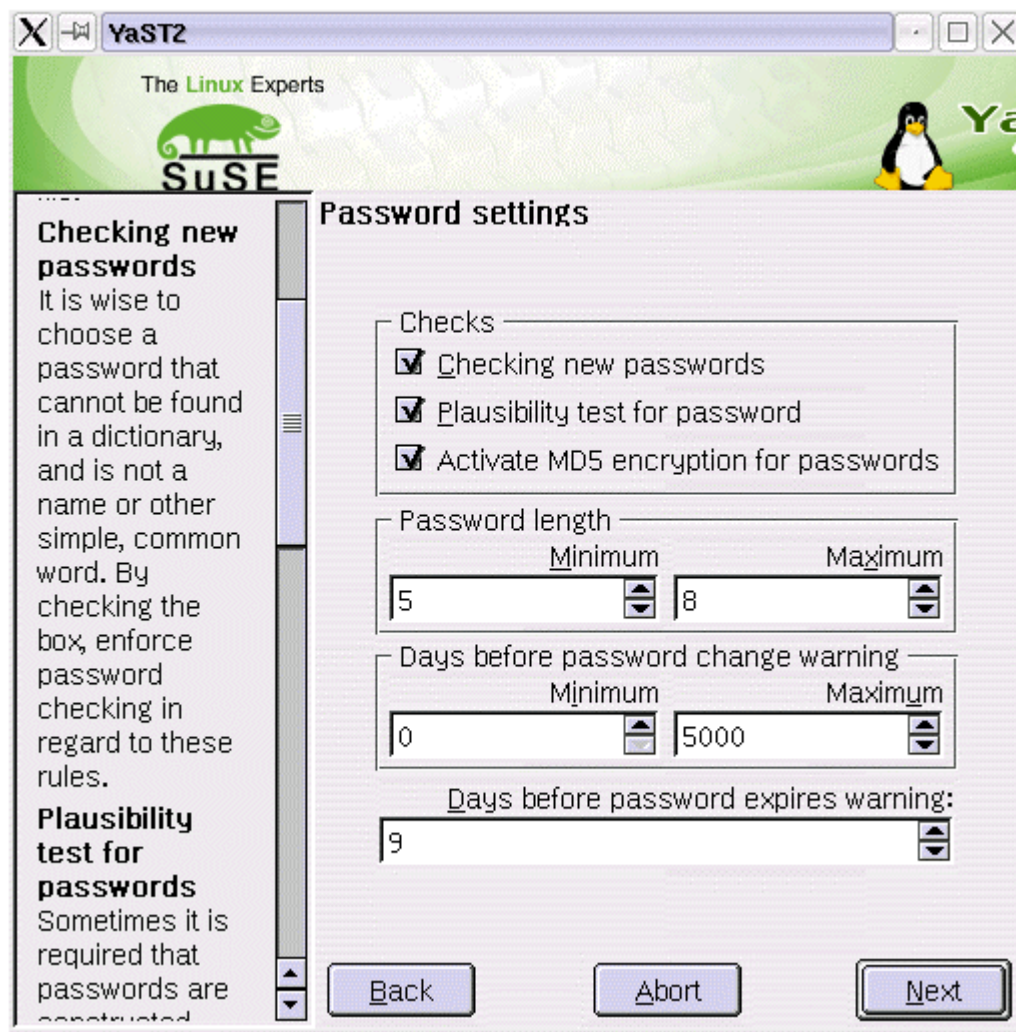 YaST2
The Linux Experts
SuSE
Ya
Checking new
passwords
It is wise to
choose a
password that
cannot be found
in a dictionary,
and is not a
name or other
simple, common
word. By
checking the
box, enforce
password
checking in
regard to these
rules.
Plausibility
test for
passwords
Sometimes it is
required that
passwords are
constructed
Password settings
Checks
Checking new passwords
Plausibility test for password
Activate MD5 encryption for passwords
Password length
Minimum Maximum
5 8
Days before password change warning
Minimum Maximum
0 5000
Days before password expires warning:
9
Back Abort Next